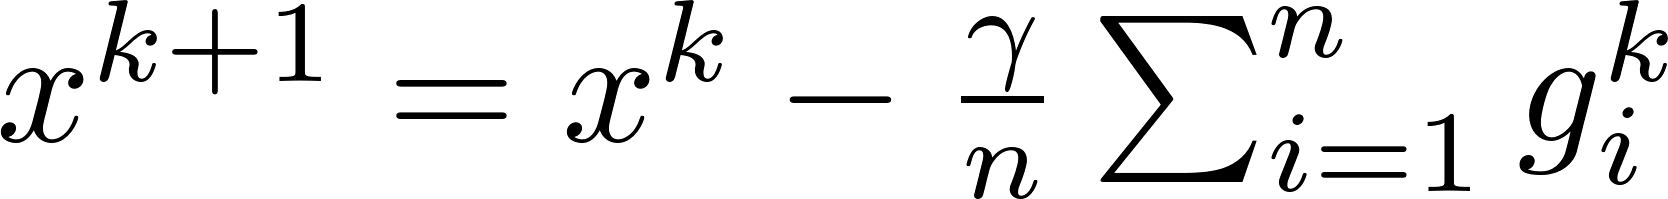 $x^{k+1} = x^k - \frac{\gamma}{n} \sum_{i=1}^{n} g_i^k$